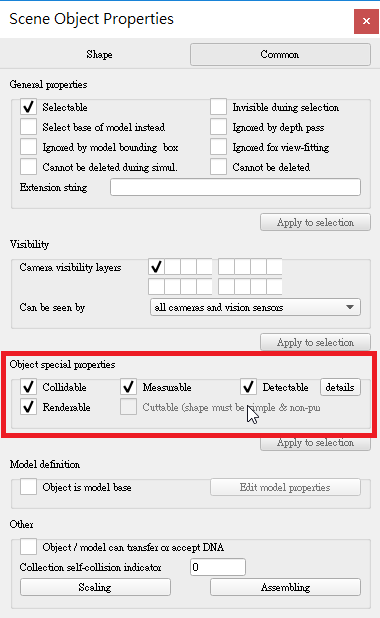 Scene Object Properties
Shape Common
General properties
Selectable Invisible during selection
Select base of model instead Ignored by depth pass
Ignored by model bounding box Ignored for view-fitting
Cannot be deleted during simul. Cannot be deleted
Extension string
Apply to selection
Visibility
Camera visibility layers
Can be seen by all cameras and vision sensors
Apply to selection
Object special properties
Collidable Measurable Detectable details
Renderable Cuttable (shape must be simple & non-pu
Apply to selection
Model definition
Object is model base Edit model properties
Other
Object / model can transfer or accept DNA
Collection self-collision indicator 0
Scaling Assembling